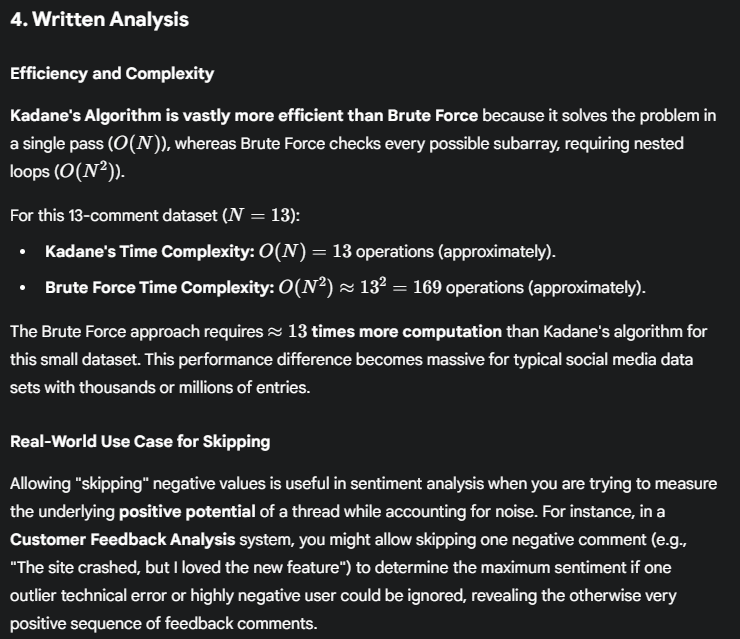 4. Written Analysis
Efficiency and Complexity
Kadane's Algorithm is vastly more efficient than Brute Force because it solves the problem in
a single pass (O(N)), whereas Brute Force checks every possible subarray, requiring nested
loops (O(N²)).
For this 13-comment dataset (N = 13):
• Kadane's Time Complexity: O(N) = 13 operations (approximately).
• Brute Force Time Complexity: O(N²) ≈ 13² = 169 operations (approximately).
The Brute Force approach requires ≈ 13 times more computation than Kadane's algorithm for
this small dataset. This performance difference becomes massive for typical social media data
sets with thousands or millions of entries.
Real-World Use Case for Skipping
Allowing "skipping" negative values is useful in sentiment analysis when you are trying to measure
the underlying positive potential of a thread while accounting for noise. For instance, in a
Customer Feedback Analysis system, you might allow skipping one negative comment (e.g.,
"The site crashed, but I loved the new feature") to determine the maximum sentiment if one
outlier technical error or highly negative user could be ignored, revealing the otherwise very
positive sequence of feedback comments.